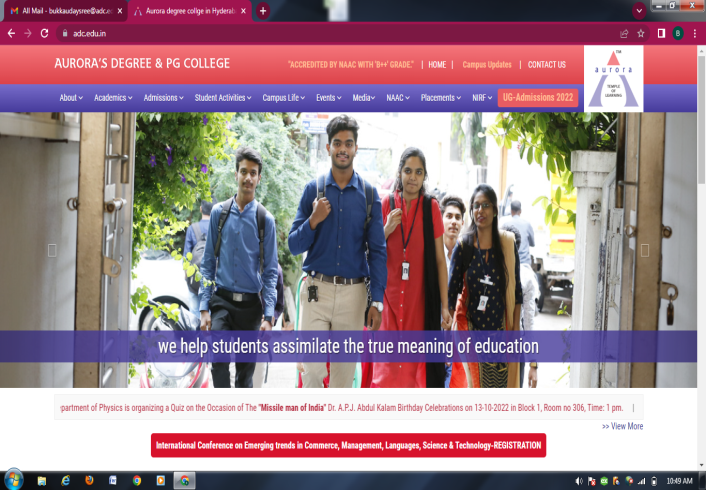 All Mail - bukkaudaysree@adc.e
Aurora degree collge in Hyderab
adc.edu.in
B
AURORA'S DEGREE & PG COLLEGE
"ACCREDITED BY NAAC WITH 'B++' GRADE." | HOME | Campus Updates | CONTACT US
TM
aurora
TEMPLE
OF
LEARNING
About Academics Admissions Student Activities Campus Life Events Media NAAC Placements NIRF UG-Admissions 2022
we help students assimilate the true meaning of education
partment of Physics is organizing a Quiz on the Occasion of The "Missile man of India" Dr. A.P.J. Abdul Kalam Birthday Celebrations on 13-10-2022 in Block 1, Room no 306, Time: 1 pm. |
>> View More
International Conference on Emerging trends in Commerce, Management, Languages, Science & Technology-REGISTRATION
10:49 AM